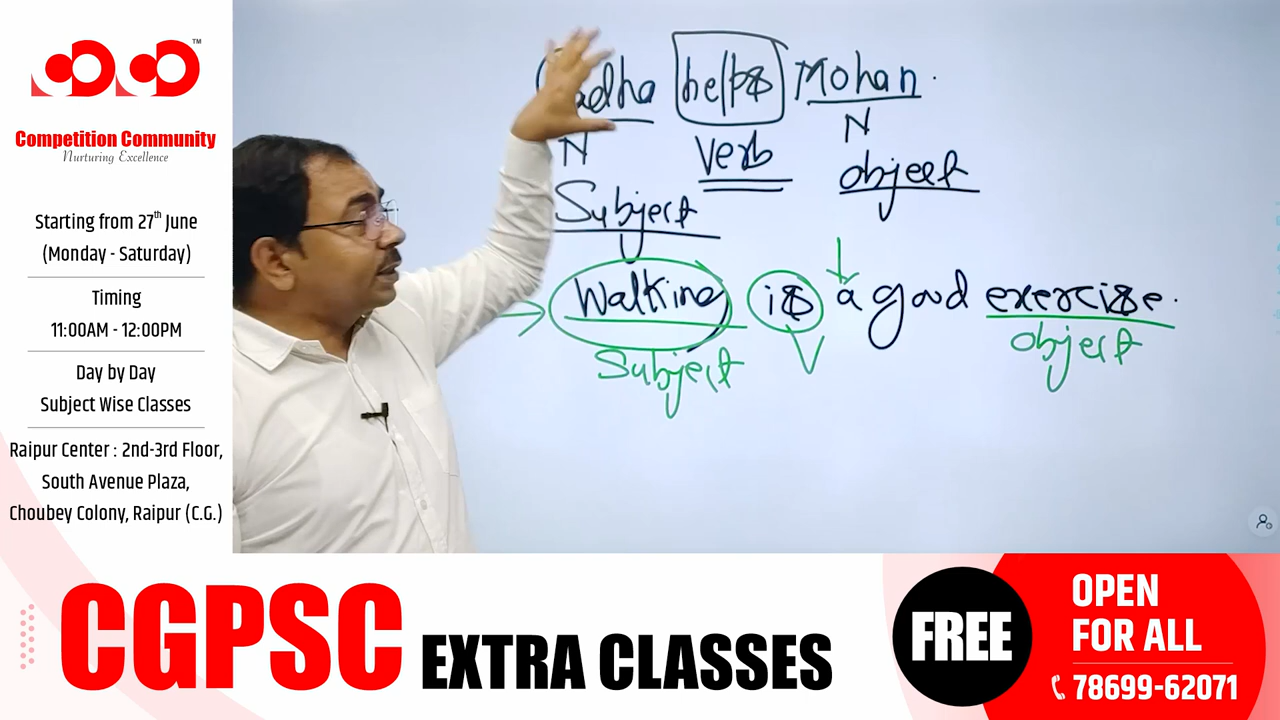 TM
Competition Community
Nurturing Excellence
Starting from 27th June
(Monday - Saturday)
Timing
11:00AM - 12:00PM
Day by Day
Subject Wise Classes
Raipur Center : 2nd-3rd Floor,
South Avenue Plaza,
Choubey Colony, Raipur (C.G.)
helps Mohan.
N Verb N
Subject object
Walking is a good exercise.
Subject V object
CGPSC EXTRA CLASSES
FREE
OPEN
FOR ALL
78699-62071